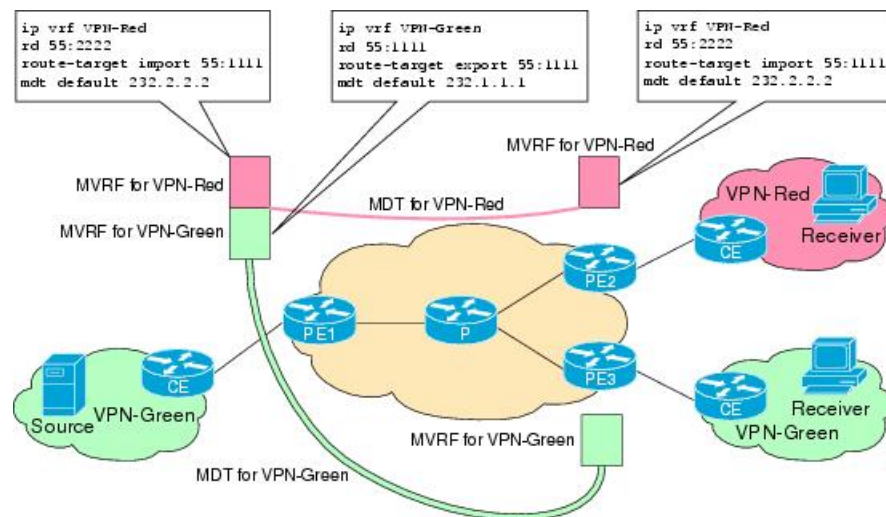 ip vrf VPN-Red
rd 55:2222
route-target import 55:1111
mdt default 232.2.2.2
ip vrf VPN-Green
rd 55:1111
route-target export 55:1111
mdt default 232.1.1.1
ip vrf VPN-Red
rd 55:2222
route-target import 55:1111
mdt default 232.2.2.2
MVRF for VPN-Red
MVRF for VPN-Red
MDT for VPN-Red
MVRF for VPN-Green
VPN-Red
Receiver
CE
PE2
PE1
P
PE3
CE
Source
VPN-Green
CE
Receiver
VPN-Green
MVRF for VPN-Green
MDT for VPN-Green